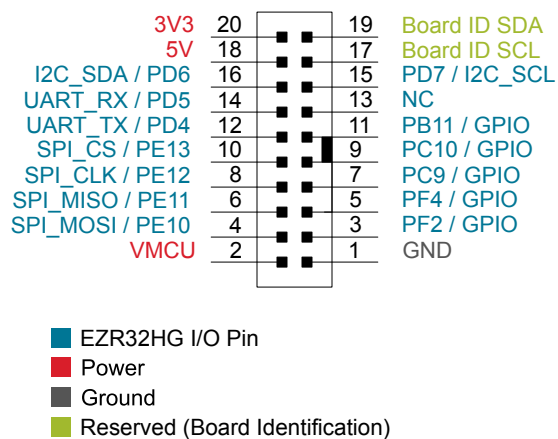 3V3 20 19 Board ID SDA
5V 18 17 Board ID SCL
I2C_SDA / PD6 16 15 PD7 / I2C_SCL
UART_RX / PD5 14 13 NC
UART_TX / PD4 12 11 PB11 / GPIO
SPI_CS / PE13 10 9 PC10 / GPIO
SPI_CLK / PE12 8 7 PC9 / GPIO
SPI_MISO / PE11 6 5 PF4 / GPIO
SPI_MOSI / PE10 4 3 PF2 / GPIO
VMCU 2 1 GND
EZR32HG I/O Pin
Power
Ground
Reserved (Board Identification)